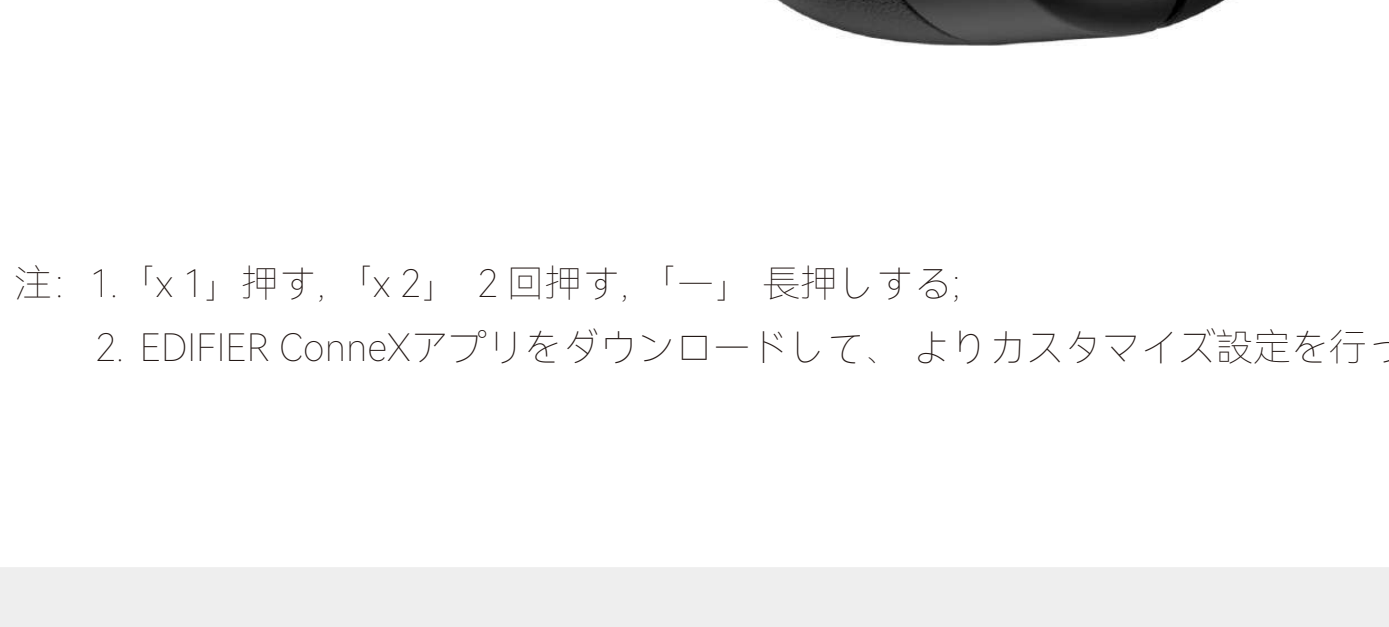 注: 1.「x 1」押す, 「x 2」 2 回押す, 「一」 長押しする;
2. EDIFIER ConneXアプリをダウンロードして、 よりカスタマイズ設定を行っ